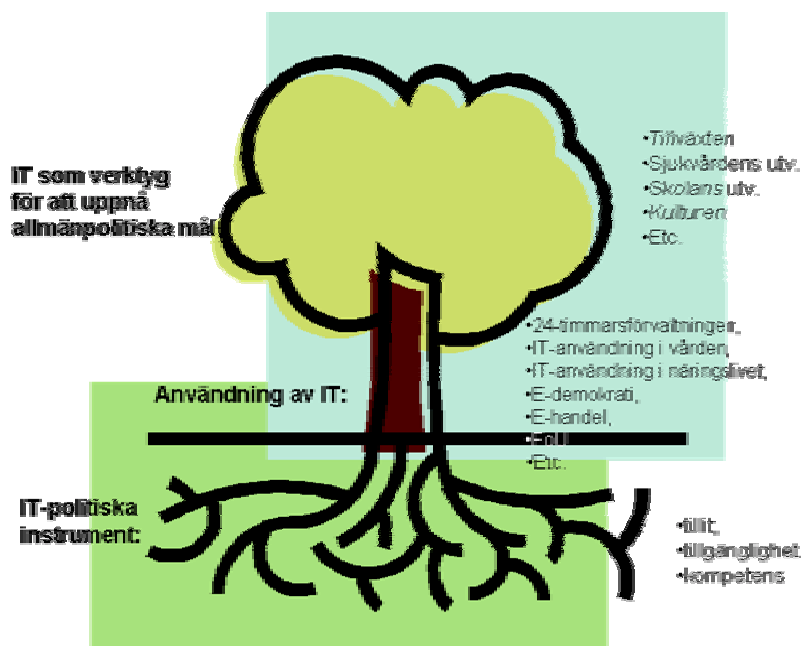 IT som verktyg
för att uppnå
allmänpolitiska mål
•Tillväxten
•Sjukvårdens utv.
•Skolans utv.
•Kulturen
•Etc.
Användning av IT:
•24-timmarsförvaltningen,
•IT-användning i vården,
•IT-användning i näringslivet,
•E-demokrati,
•E-handel,
•FoU
•Etc.
IT-politiska
instrument:
•tillit,
•tillgänglighet,
•kompetens